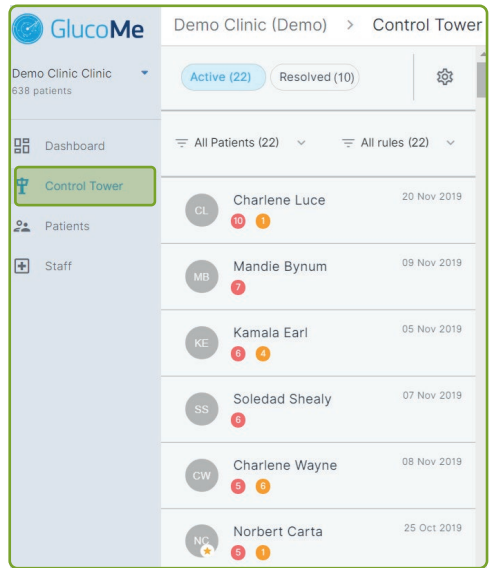 GlucoMe
Demo Clinic Clinic
638 patients
Dashboard
Control Tower
Patients
Staff
Demo Clinic (Demo) > Control Tower
Active (22) Resolved (10)
All Patients (22) All rules (22)
CL Charlene Luce 20 Nov 2019
10 1
MB Mandie Bynum 09 Nov 2019
7
KE Kamala Earl 05 Nov 2019
6 4
SS Soledad Shealy 07 Nov 2019
6
CW Charlene Wayne 08 Nov 2019
5 6
NC Norbert Carta 25 Oct 2019
5 1